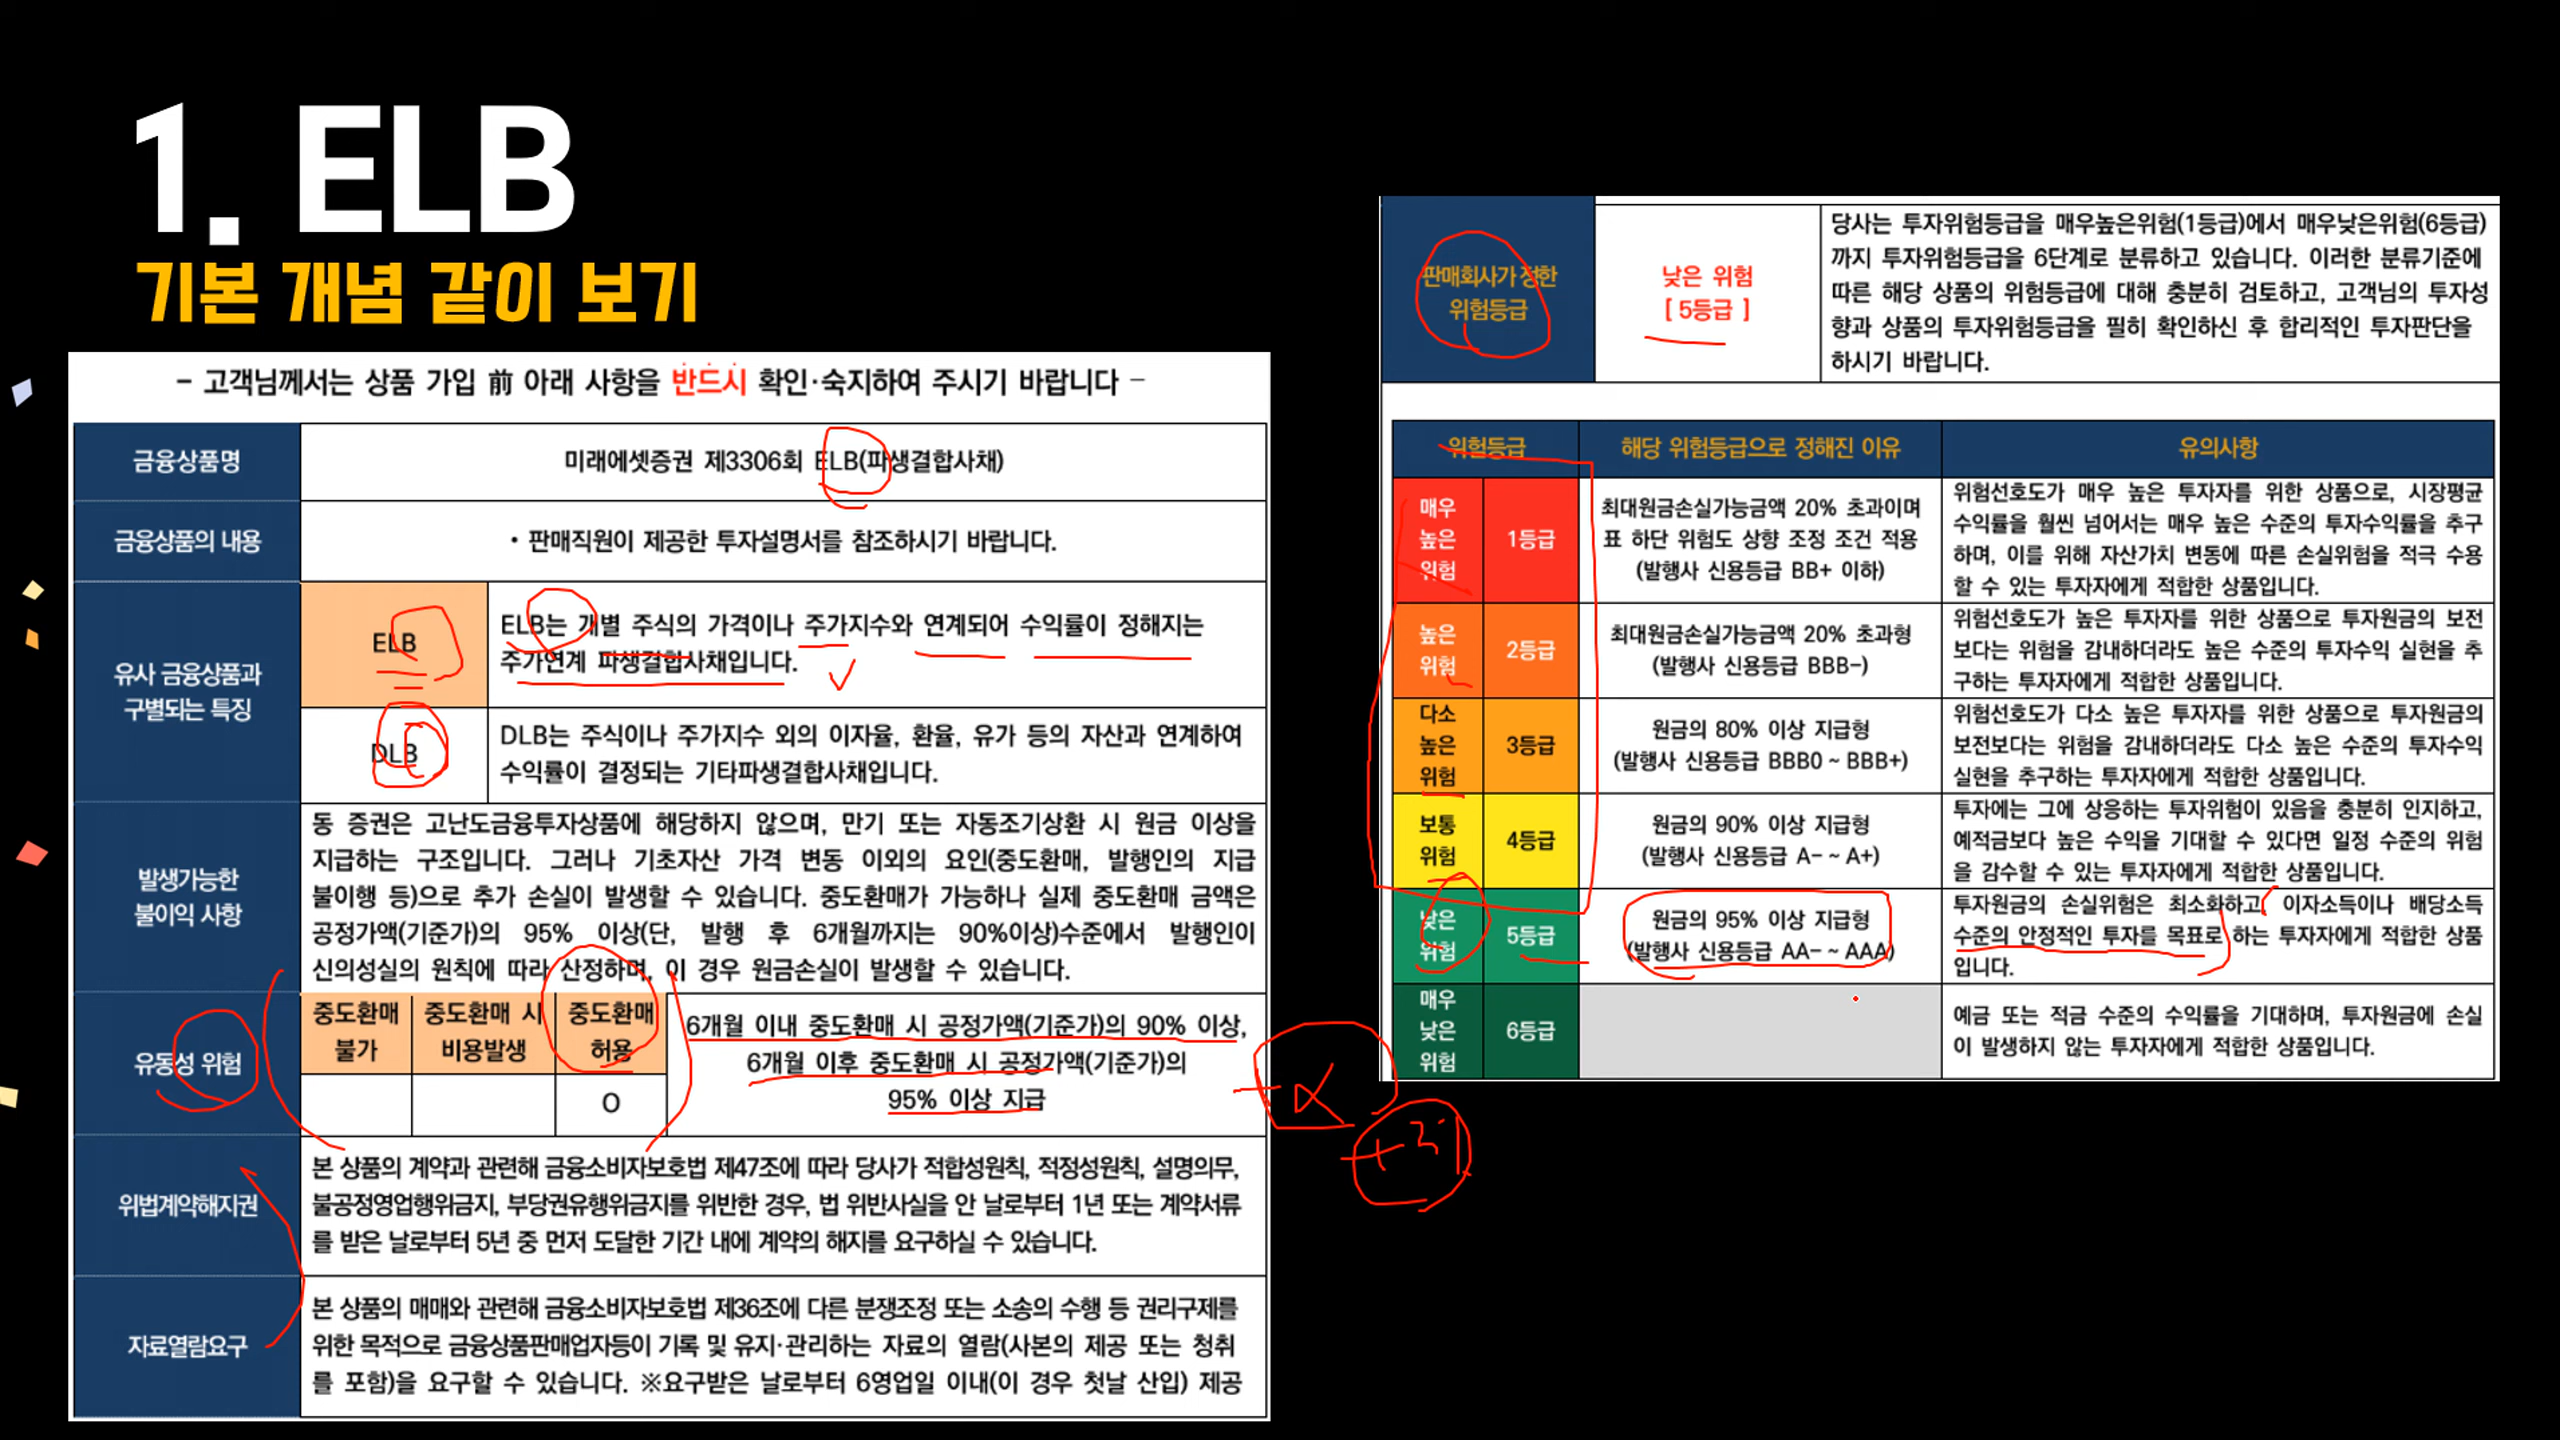 1. ELB
기본 개념 같이 보기
- 고객님께서는 상품 가입 前 아래 사항을 반드시 확인·숙지하여 주시기 바랍니다 -
금융상품명
미래에셋증권 제3306회 ELB(파생결합사채)
금융상품의 내용
• 판매직원이 제공한 투자설명서를 참조하시기 바랍니다.
유사 금융상품과
구별되는 특징
ELB
ELB는 개별 주식의 가격이나 주가지수와 연계되어 수익률이 정해지는
주가연계 파생결합사채입니다.
DLB
DLB는 주식이나 주가지수 외의 이자율, 환율, 유가 등의 자산과 연계하여
수익률이 결정되는 기타파생결합사채입니다.
발생가능한
불이익 사항
동 증권은 고난도금융투자상품에 해당하지 않으며, 만기 또는 자동조기상환 시 원금 이상을
지급하는 구조입니다. 그러나 기초자산 가격 변동 이외의 요인(중도환매, 발행인의 지급
불이행 등)으로 추가 손실이 발생할 수 있습니다. 중도환매가 가능하나 실제 중도환매 금액은
공정가액(기준가)의 95% 이상(단, 발행 후 6개월까지는 90%이상)수준에서 발행인이
신의성실의 원칙에 따라 산정하며, 이 경우 원금손실이 발생할 수 있습니다.
유동성 위험
중도환매
불가
중도환매 시
비용발생
중도환매
허용
O
6개월 이내 중도환매 시 공정가액(기준가)의 90% 이상,
6개월 이후 중도환매 시 공정가액(기준가)의
95% 이상 지급
위법계약해지권
본 상품의 계약과 관련해 금융소비자보호법 제47조에 따라 당사가 적합성원칙, 적정성원칙, 설명의무,
불공정영업행위금지, 부당권유행위금지를 위반한 경우, 법 위반사실을 안 날로부터 1년 또는 계약서류
를 받은 날로부터 5년 중 먼저 도달한 기간 내에 계약의 해지를 요구하실 수 있습니다.
자료열람요구
본 상품의 매매와 관련해 금융소비자보호법 제36조에 다른 분쟁조정 또는 소송의 수행 등 권리구제를
위한 목적으로 금융상품판매업자등이 기록 및 유지·관리하는 자료의 열람(사본의 제공 또는 청취
를 포함)을 요구할 수 있습니다. ※요구받은 날로부터 6영업일 이내(이 경우 첫날 산입) 제공
판매회사가 정한
위험등급
낮은 위험
[ 5등급 ]
당사는 투자위험등급을 매우높은위험(1등급)에서 매우낮은위험(6등급)
까지 투자위험등급을 6단계로 분류하고 있습니다. 이러한 분류기준에
따른 해당 상품의 위험등급에 대해 충분히 검토하고, 고객님의 투자성
향과 상품의 투자위험등급을 필히 확인하신 후 합리적인 투자판단을
하시기 바랍니다.
위험등급
해당 위험등급으로 정해진 이유
유의사항
매우
높은
위험
1등급
최대원금손실가능금액 20% 초과이며
표 하단 위험도 상향 조정 조건 적용
(발행사 신용등급 BB+ 이하)
위험선호도가 매우 높은 투자자를 위한 상품으로, 시장평균
수익률을 훨씬 넘어서는 매우 높은 수준의 투자수익률을 추구
하며, 이를 위해 자산가치 변동에 따른 손실위험을 적극 수용
할 수 있는 투자자에게 적합한 상품입니다.
높은
위험
2등급
최대원금손실가능금액 20% 초과형
(발행사 신용등급 BBB-)
위험선호도가 높은 투자자를 위한 상품으로 투자원금의 보전
보다는 위험을 감내하더라도 높은 수준의 투자수익 실현을 추
구하는 투자자에게 적합한 상품입니다.
다소
높은
위험
3등급
원금의 80% 이상 지급형
(발행사 신용등급 BBB0 ~ BBB+)
위험선호도가 다소 높은 투자자를 위한 상품으로 투자원금의
보전보다는 위험을 감내하더라도 다소 높은 수준의 투자수익
실현을 추구하는 투자자에게 적합한 상품입니다.
보통
위험
4등급
원금의 90% 이상 지급형
(발행사 신용등급 A- ~ A+)
투자에는 그에 상응하는 투자위험이 있음을 충분히 인지하고,
예적금보다 높은 수익을 기대할 수 있다면 일정 수준의 위험
을 감수할 수 있는 투자자에게 적합한 상품입니다.
낮은
위험
5등급
원금의 95% 이상 지급형
(발행사 신용등급 AA- ~ AAA)
투자원금의 손실위험은 최소화하고, 이자소득이나 배당소득
수준의 안정적인 투자를 목표로 하는 투자자에게 적합한 상품
입니다.
매우
낮은
위험
6등급
예금 또는 적금 수준의 수익률을 기대하며, 투자원금에 손실
이 발생하지 않는 투자자에게 적합한 상품입니다.
+α